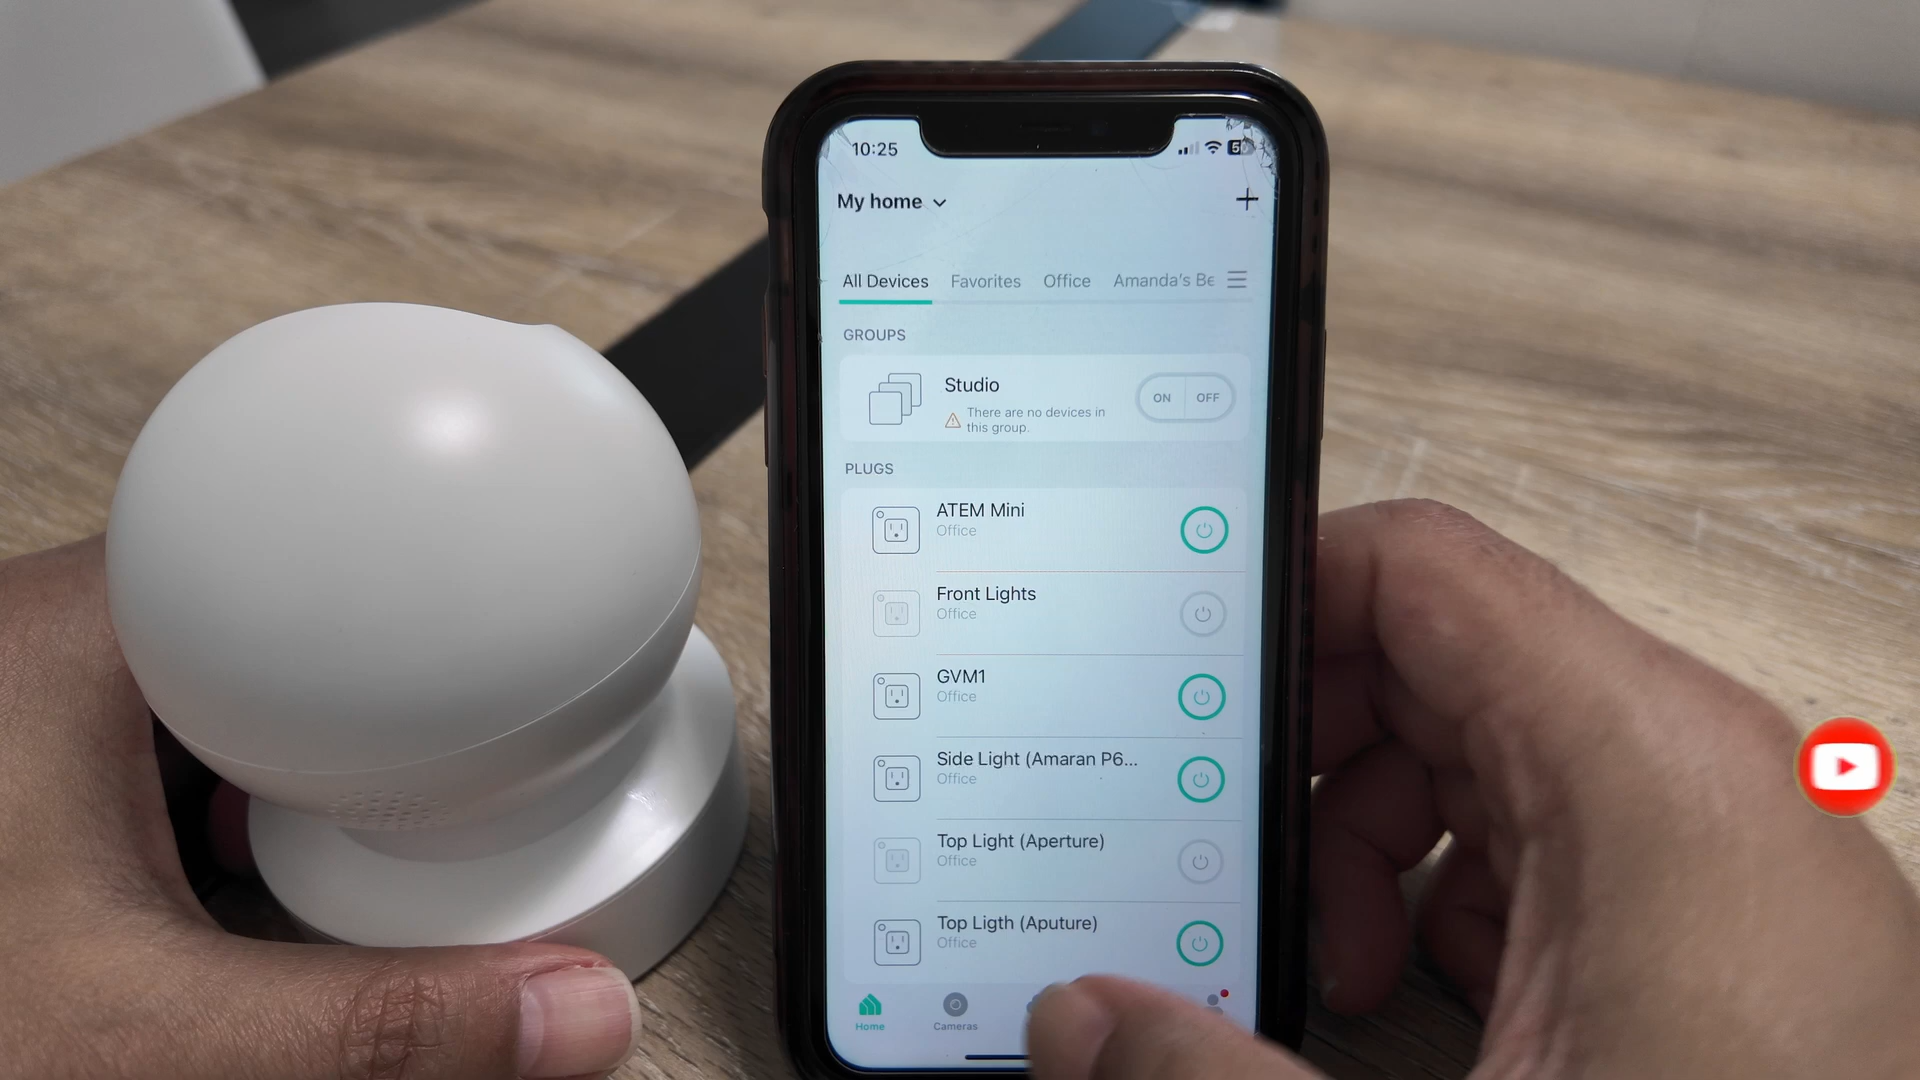 10:25
My home
All Devices Favorites Office Amanda's Be
GROUPS
Studio
There are no devices in
this group.
ON OFF
PLUGS
ATEM Mini
Office
Front Lights
Office
GVM1
Office
Side Light (Amaran P6...
Office
Top Light (Aperture)
Office
Top Ligth (Aputure)
Office
Home Cameras